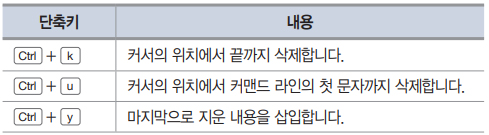 단축키 내용
Ctrl + k 커서의 위치에서 끝까지 삭제합니다.
Ctrl + u 커서의 위치에서 커맨드 라인의 첫 문자까지 삭제합니다.
Ctrl + y 마지막으로 지운 내용을 삽입합니다.